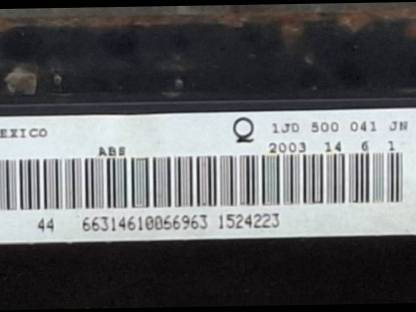 EXICO 1JD 500 041 JN
ABS 2003 14 6 1
44 66314610066963 1524223